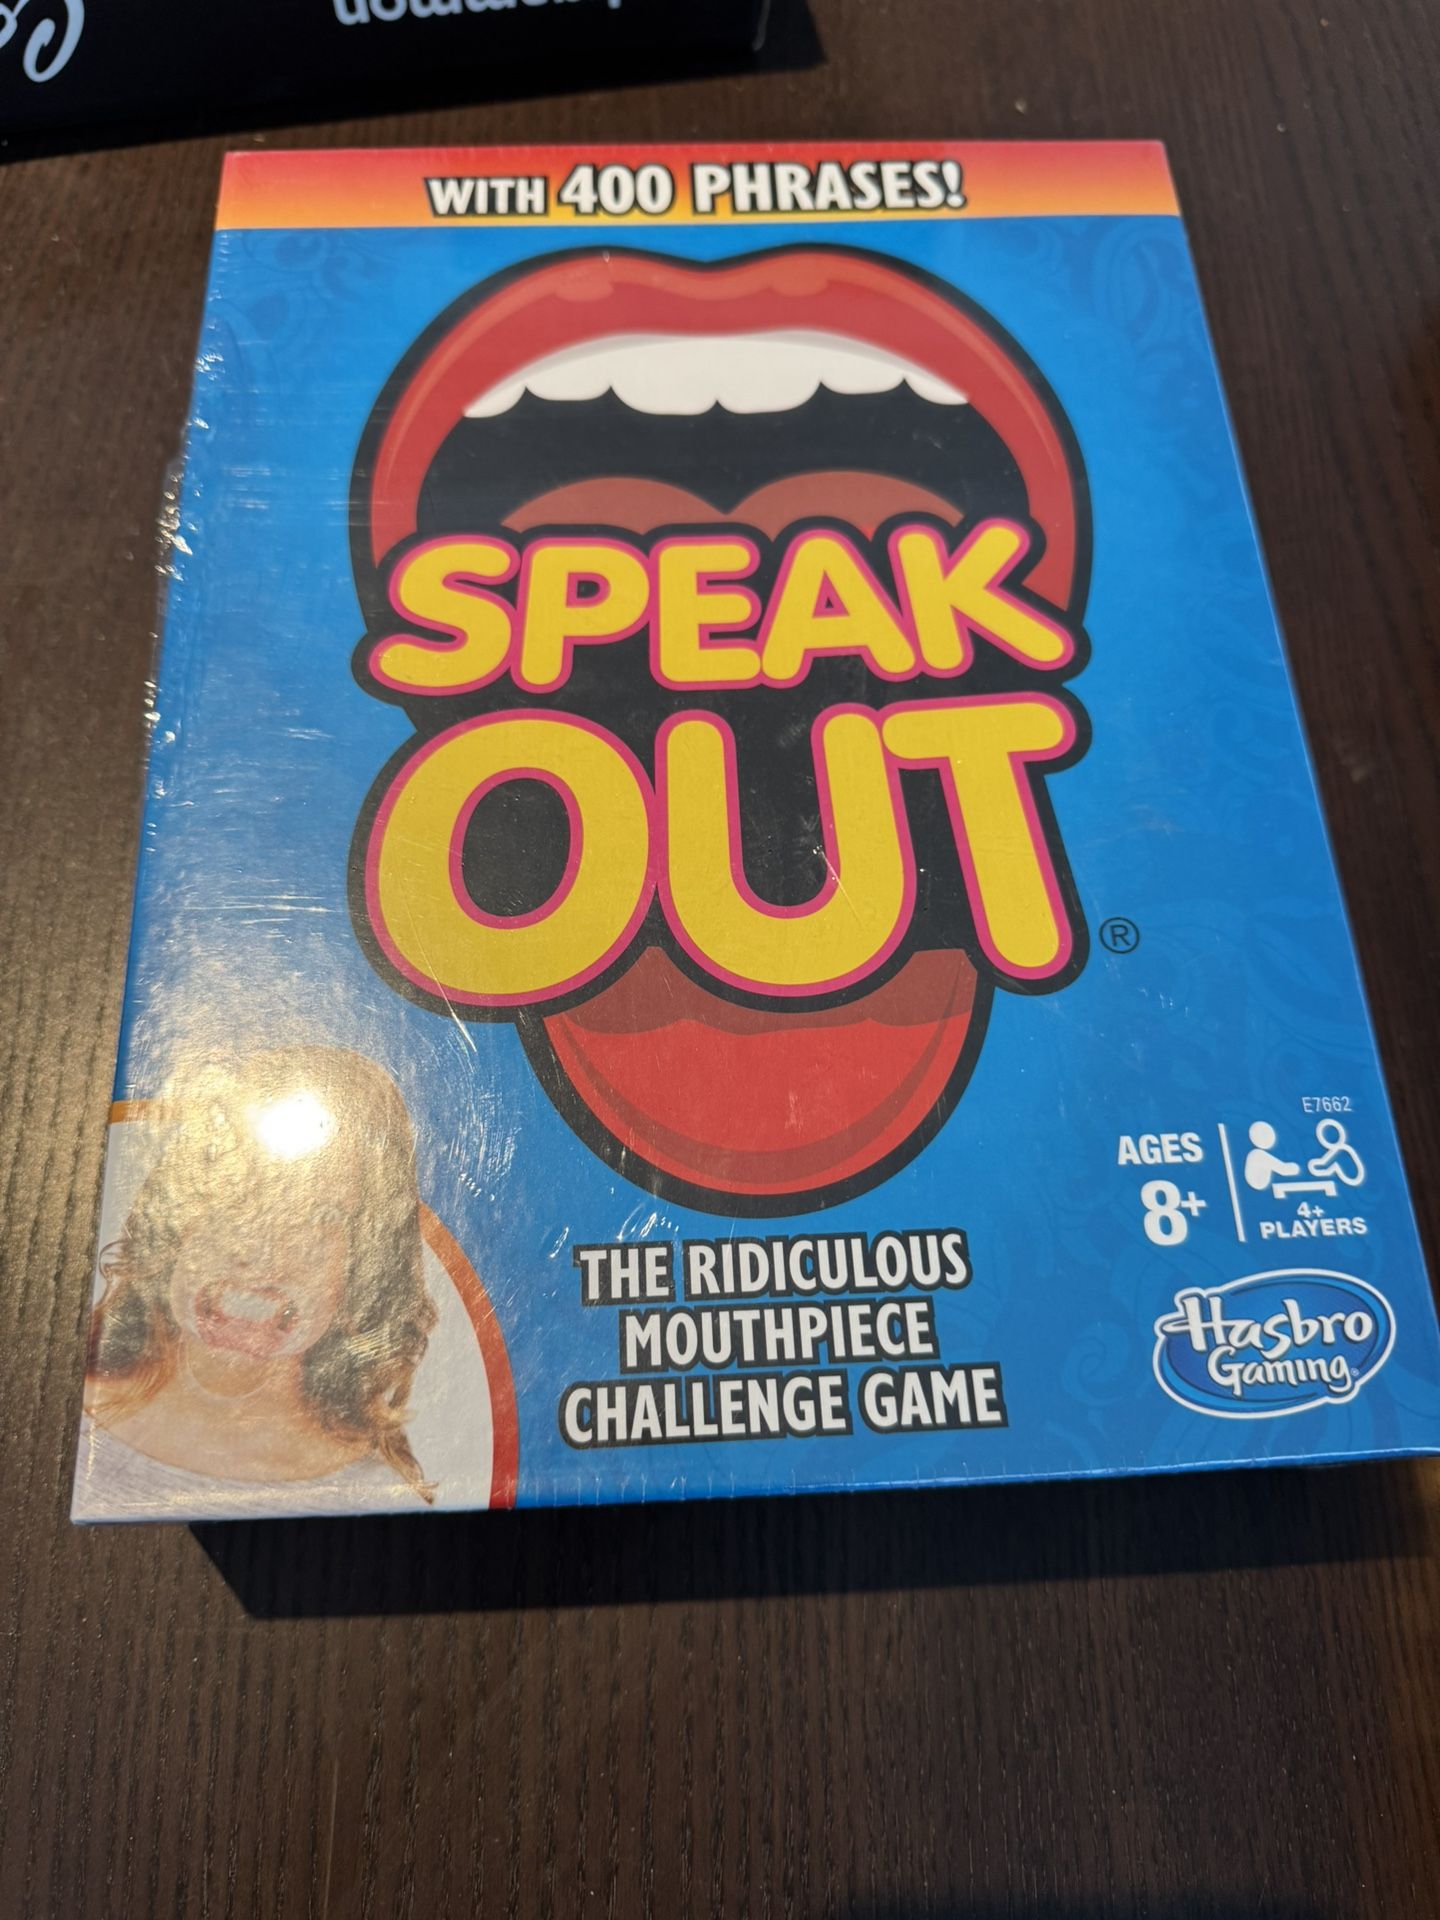 WITH 400 PHRASES!
SPEAK
OUT
®
E7662
AGES
8+
4+
PLAYERS
THE RIDICULOUS
MOUTHPIECE
CHALLENGE GAME
Hasbro
Gaming